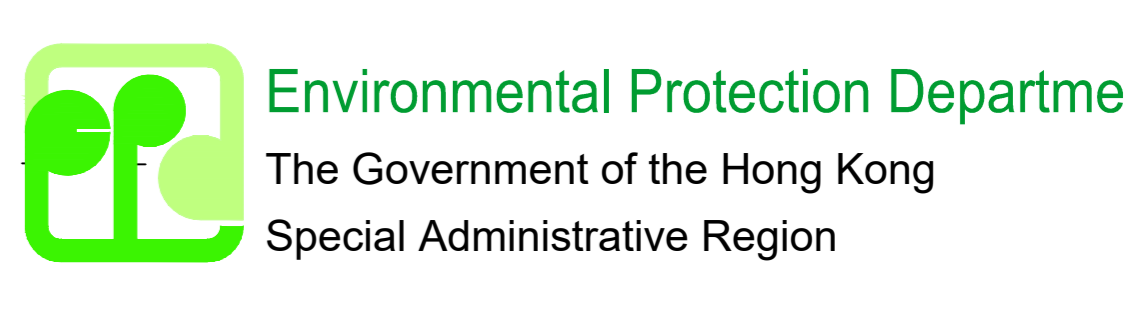 Environmental Protection Departme
The Government of the Hong Kong
Special Administrative Region